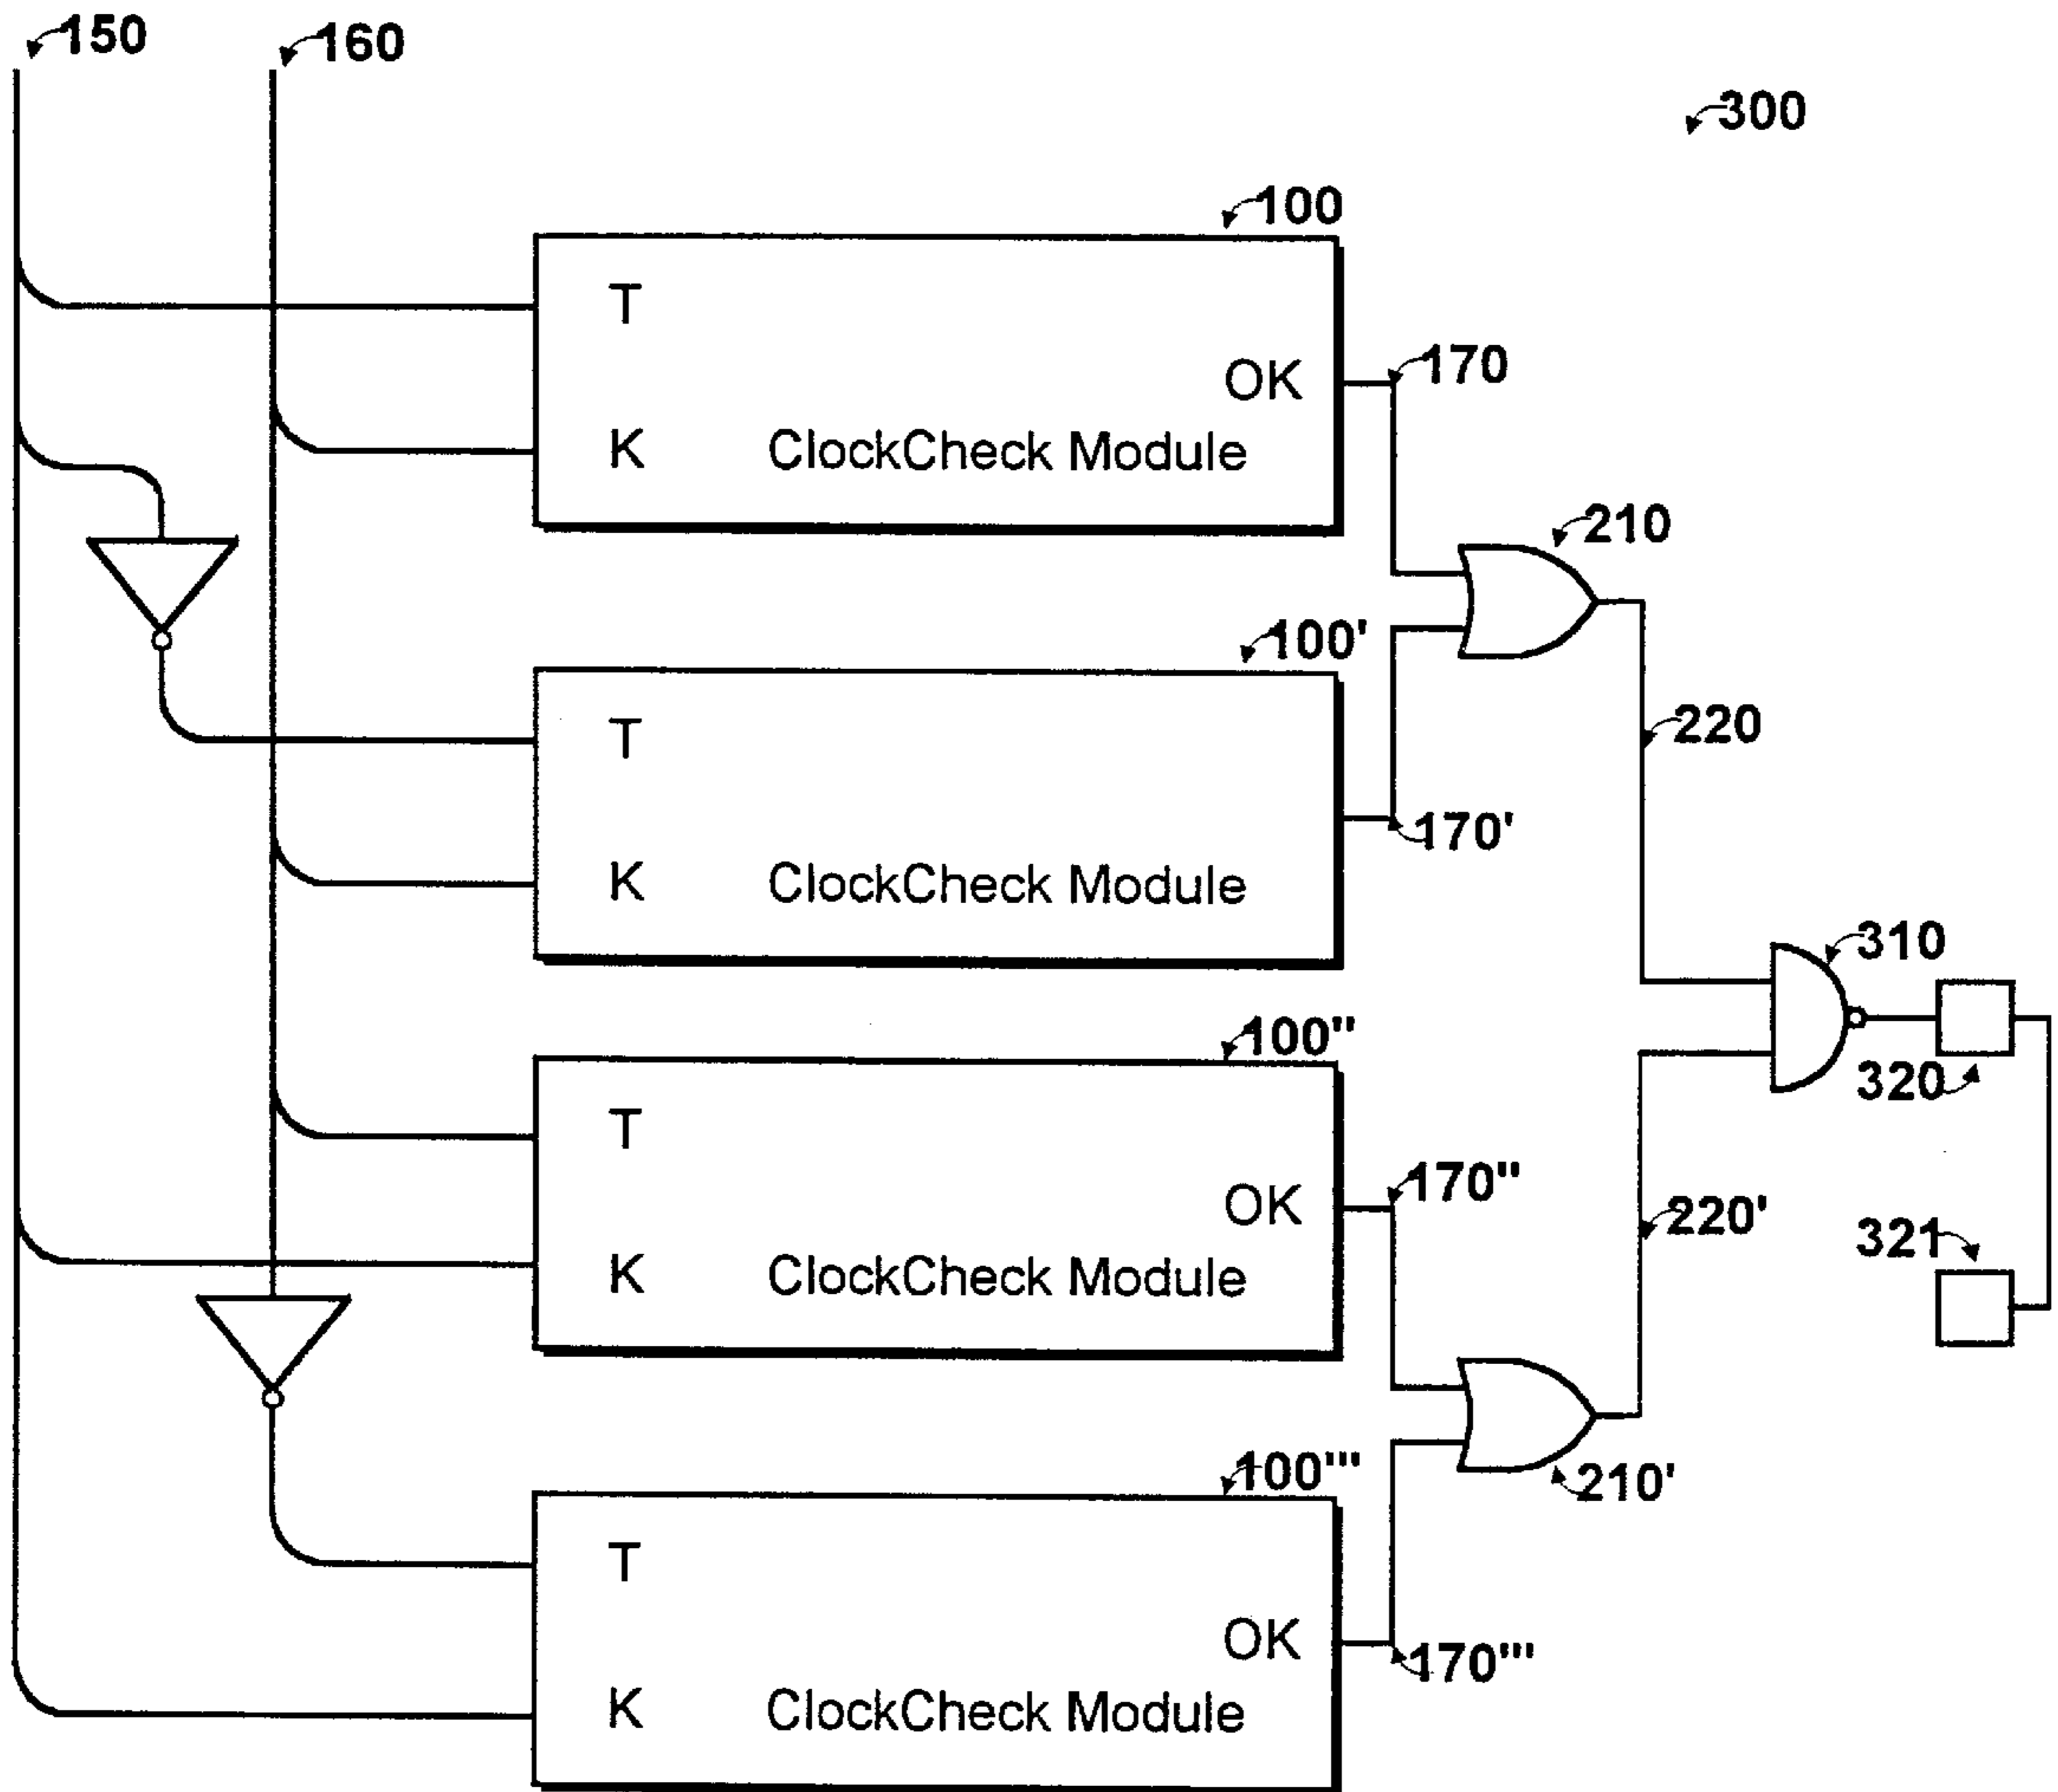 150
160
300
100
T
OK
170
K ClockCheck Module
210
100'
T
220
170'
K ClockCheck Module
310
100"
320
T
170"
OK
220'
321
K ClockCheck Module
100'''
210'
T
OK
170'''
K ClockCheck Module